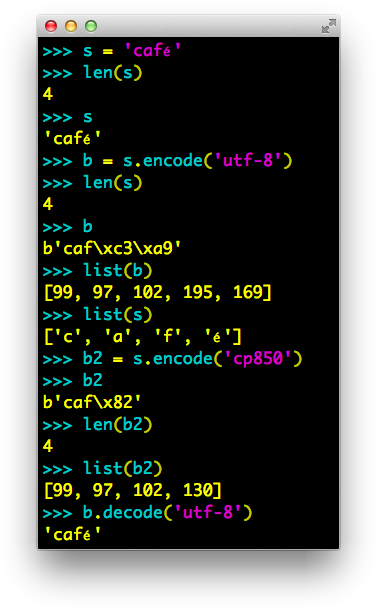 >>> s = 'café'
>>> len(s)
4
>>> s
'café'
>>> b = s.encode('utf-8')
>>> len(s)
4
>>> b
b'caf\xc3\xa9'
>>> list(b)
[99, 97, 102, 195, 169]
>>> list(s)
['c', 'a', 'f', 'é']
>>> b2 = s.encode('cp850')
>>> b2
b'caf\x82'
>>> len(b2)
4
>>> list(b2)
[99, 97, 102, 130]
>>> b.decode('utf-8')
'café'